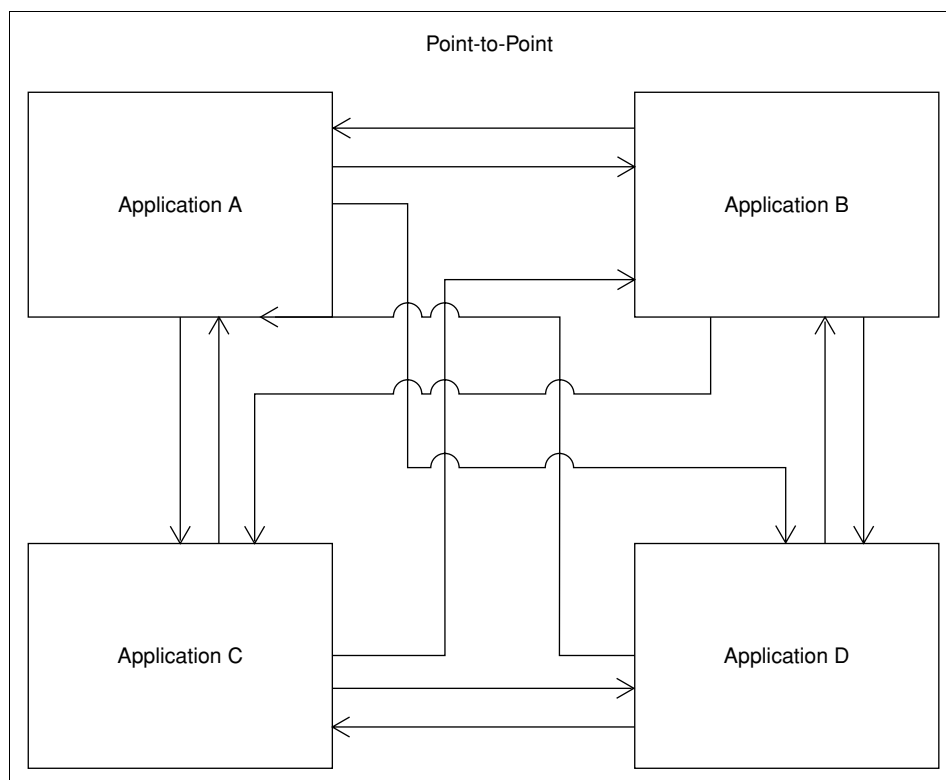 Point-to-Point
Application A
Application B
Application C
Application D